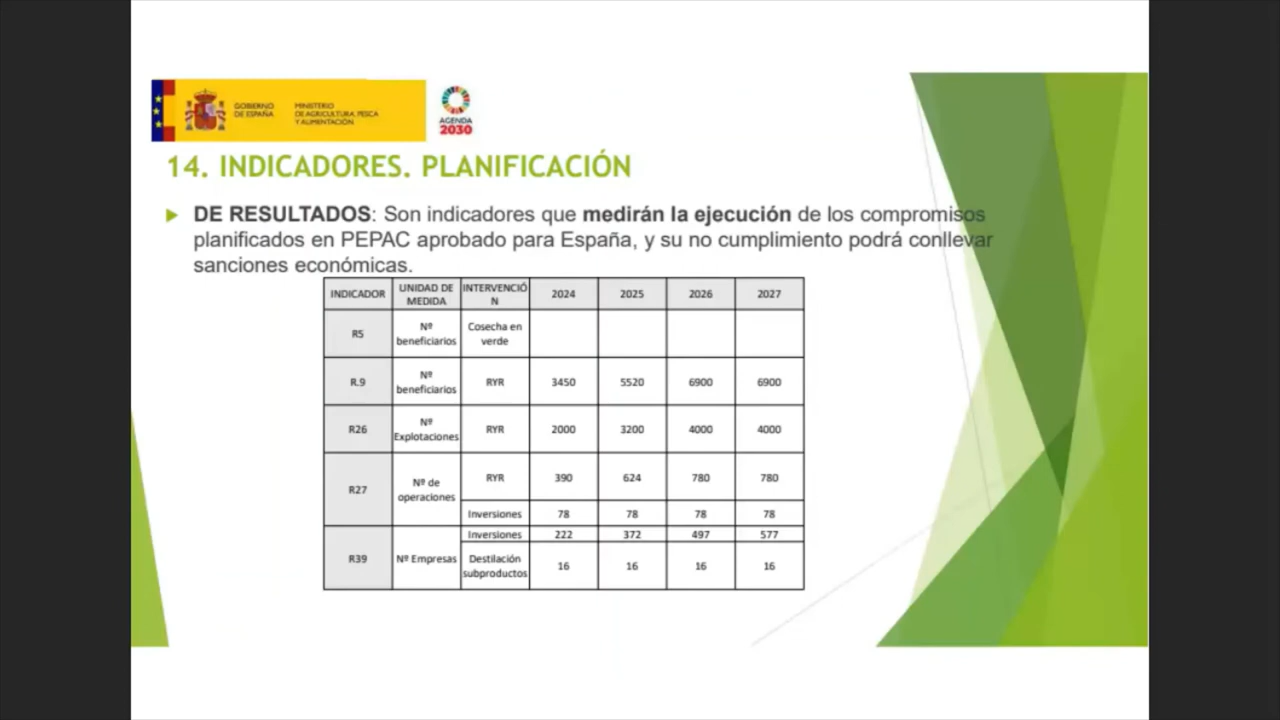 GOBIERNO
DE ESPAÑA
MINISTERIO
DE AGRICULTURA, PESCA
Y ALIMENTACIÓN
AGENDA
2030
14. INDICADORES. PLANIFICACIÓN
DE RESULTADOS: Son indicadores que medirán la ejecución de los compromisos
planificados en PEPAC aprobado para España, y su no cumplimiento podrá conllevar
sanciones económicas.
INDICADOR UNIDAD DE MEDIDA INTERVENCIÓN 2024 2025 2026 2027
R5 Nº beneficiarios Cosecha en verde
R.9 Nº beneficiarios RYR 3450 5520 6900 6900
R26 Nº Explotaciones RYR 2000 3200 4000 4000
R27 Nº de operaciones RYR 390 624 780 780
Inversiones 78 78 78 78
R39 Nº Empresas Inversiones 222 372 497 577
Destilación subproductos 16 16 16 16